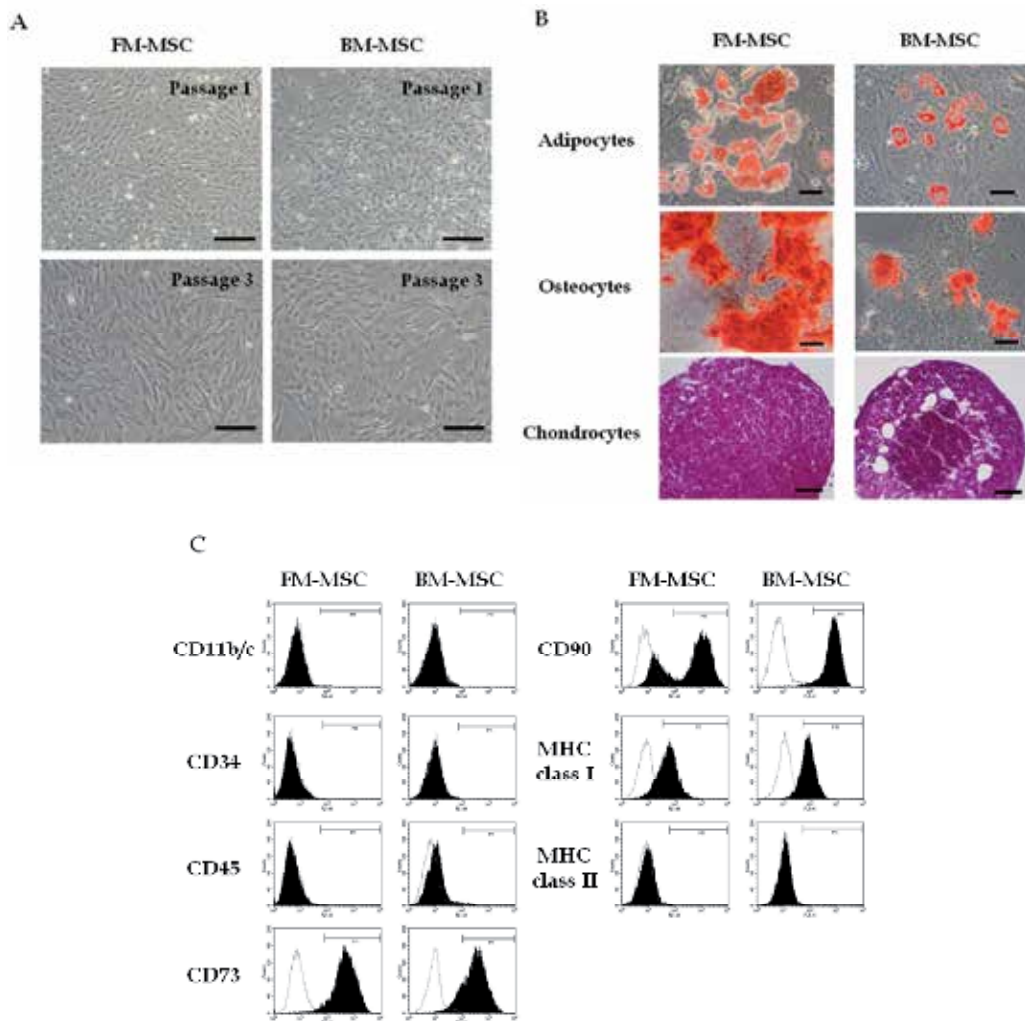 A
FM-MSC BM-MSC
Passage 1 Passage 1
Passage 3 Passage 3
B
FM-MSC BM-MSC
Adipocytes
Osteocytes
Chondrocytes
C
FM-MSC BM-MSC FM-MSC BM-MSC
CD11b/c CD90
CD34 MHC class I
CD45 MHC class II
CD73